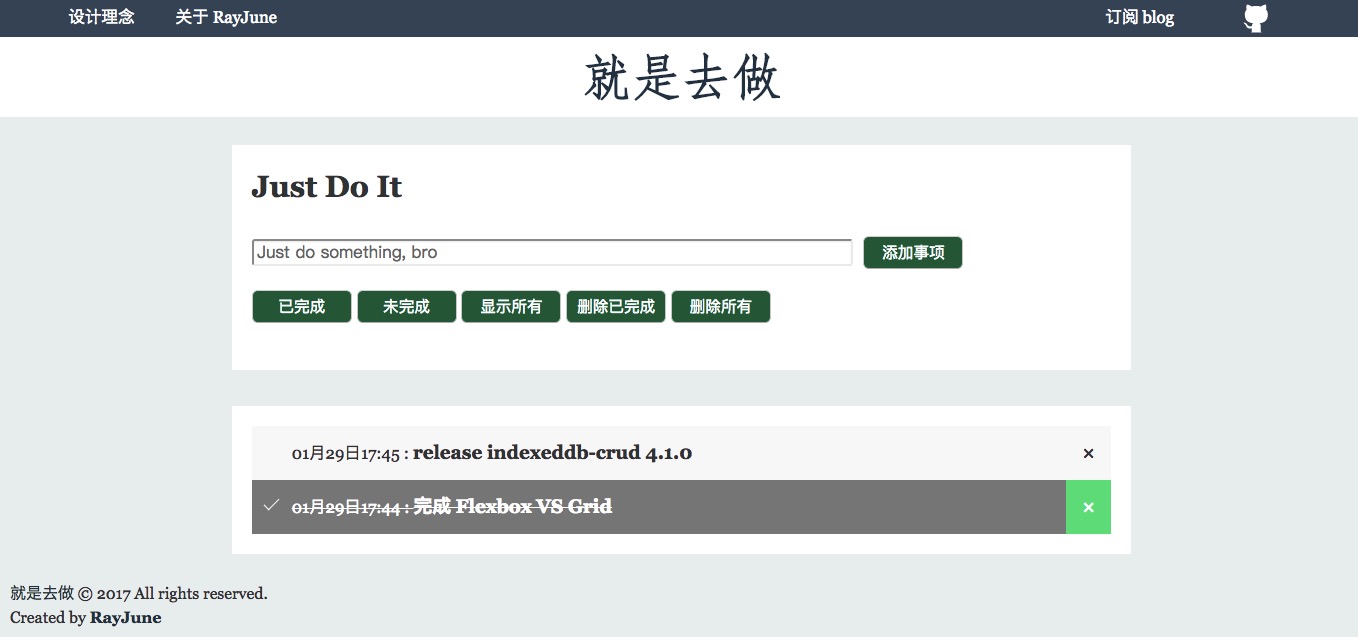 设计理念 关于 RayJune 订阅 blog
就是去做
Just Do It
Just do something, bro 添加事项
已完成 未完成 显示所有 删除已完成 删除所有
01月29日17:45 : release indexeddb-crud 4.1.0 ×
01月29日17:44 : 完成 Flexbox VS Grid ×
就是去做 © 2017 All rights reserved.
Created by RayJune